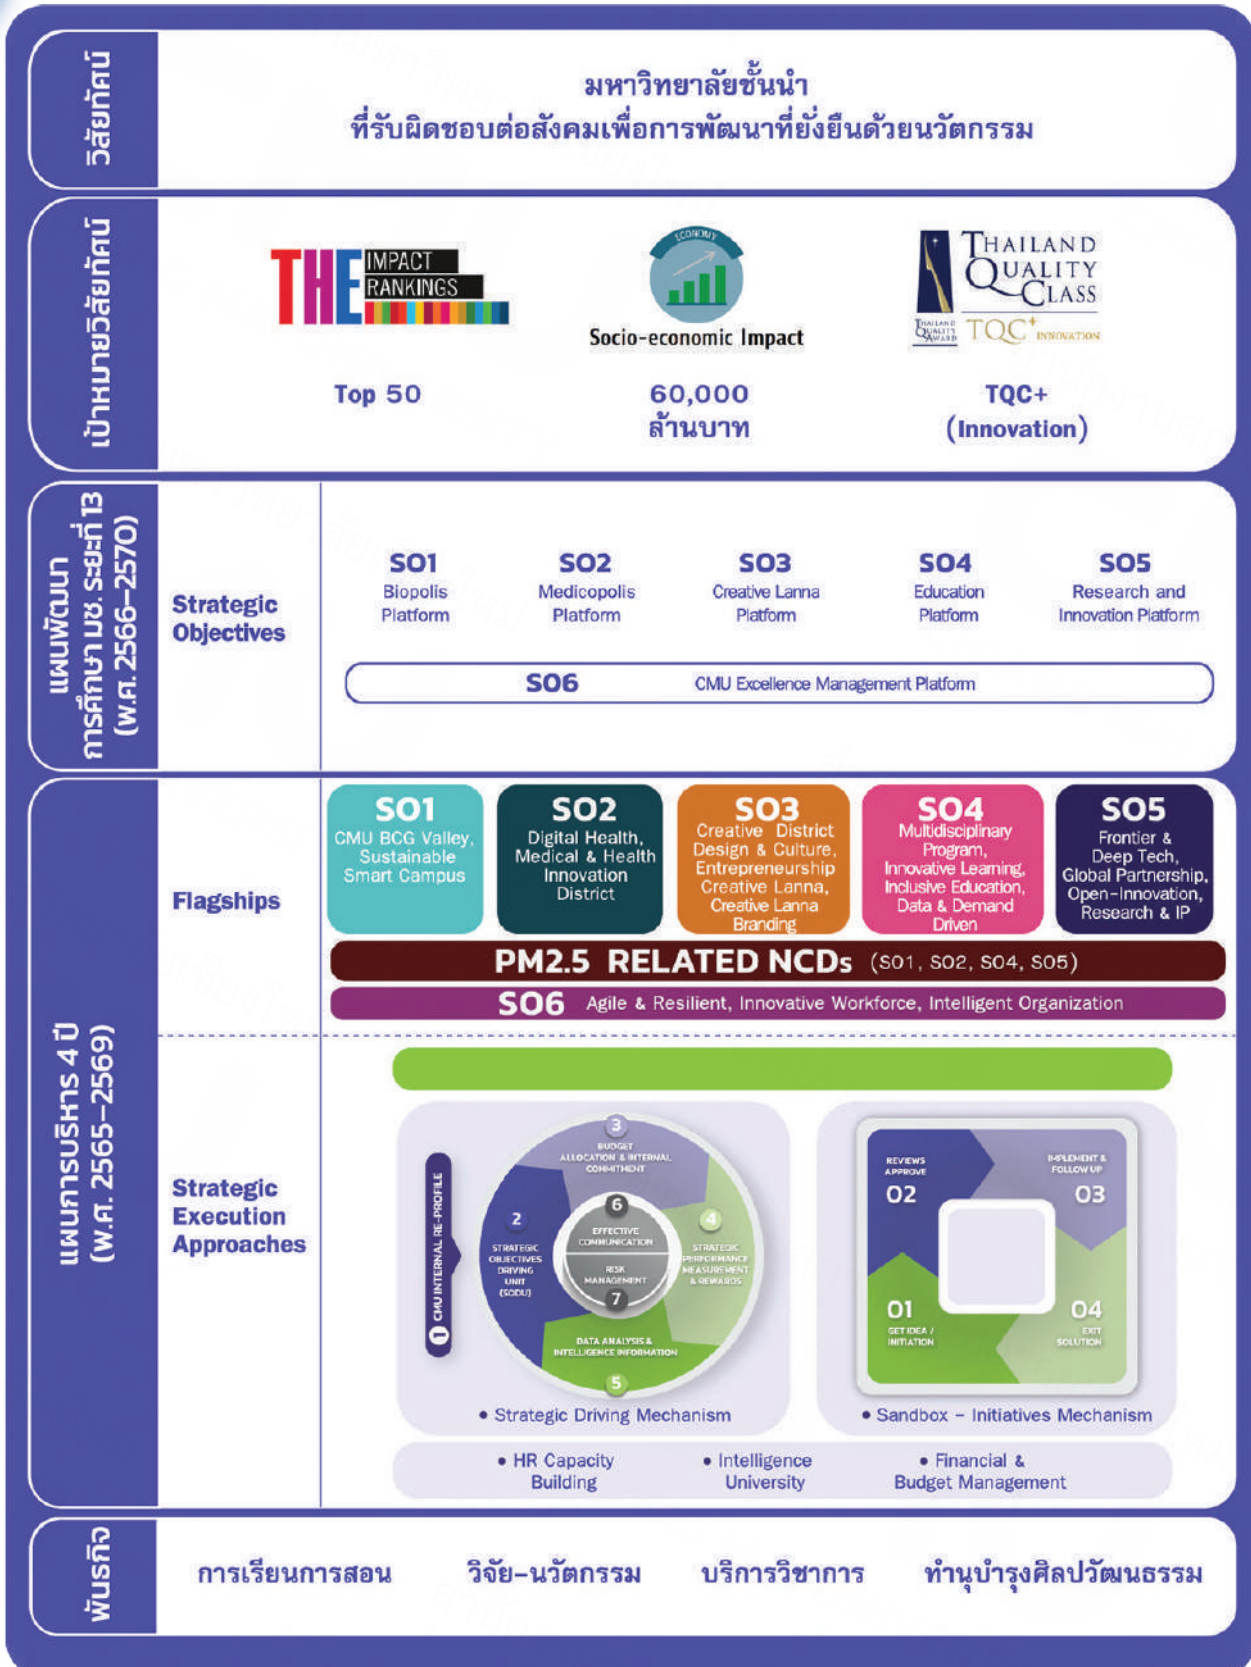 วิสัยทัศน์
มหาวิทยาลัยชั้นนำ
ที่รับผิดชอบต่อสังคมเพื่อการพัฒนาที่ยั่งยืนด้วยนวัตกรรม
เป้าหมายวิสัยทัศน์
THE IMPACT
RANKINGS
Top 50
ECONOMY
Socio-economic Impact
60,000
ล้านบาท
THAILAND
QUALITY
CLASS
THAILAND
QUALITY
AWARD
TQC+ INNOVATION
TQC+
(Innovation)
แผนพัฒนา
การศึกษา มช. ระยะที่ 13
(พ.ศ. 2566–2570)
Strategic
Objectives
SO1
Biopolis
Platform
SO2
Medicopolis
Platform
SO3
Creative Lanna
Platform
SO4
Education
Platform
SO5
Research and
Innovation Platform
SO6 CMU Excellence Management Platform
แผนการบริหาร 4 ปี
(พ.ศ. 2565–2569)
Flagships
SO1
CMU BCG Valley,
Sustainable
Smart Campus
SO2
Digital Health,
Medical & Health
Innovation
District
SO3
Creative District
Design & Culture,
Entrepreneurship
Creative Lanna,
Creative Lanna
Branding
SO4
Multidisciplinary
Program,
Innovative Learning,
Inclusive Education,
Data & Demand
Driven
SO5
Frontier &
Deep Tech,
Global Partnership,
Open-Innovation,
Research & IP
PM2.5 RELATED NCDs (SO1, SO2, SO4, SO5)
SO6 Agile & Resilient, Innovative Workforce, Intelligent Organization
Strategic
Execution
Approaches
1 CMU INTERNAL RE-PROFILE
2
STRATEGIC
OBJECTIVES
DRIVING
UNIT
(SODU)
3
BUDGET
ALLOCATION & INTERNAL
COMMITMENT
4
STRATEGIC
PERFORMANCE
MEASUREMENT
& REWARDS
DATA ANALYSIS &
INTELLIGENCE INFORMATION
5
6
EFFECTIVE
COMMUNICATION
RISK
MANAGEMENT
7
• Strategic Driving Mechanism
REVIEWS
APPROVE
02
IMPLEMENT &
FOLLOW UP
03
01
GET IDEA /
INITIATION
04
EXIT
SOLUTION
• Sandbox – Initiatives Mechanism
• HR Capacity
Building
• Intelligence
University
• Financial &
Budget Management
พันธกิจ
การเรียนการสอน
วิจัย–นวัตกรรม
บริการวิชาการ
ทำนุบำรุงศิลปวัฒนธรรม